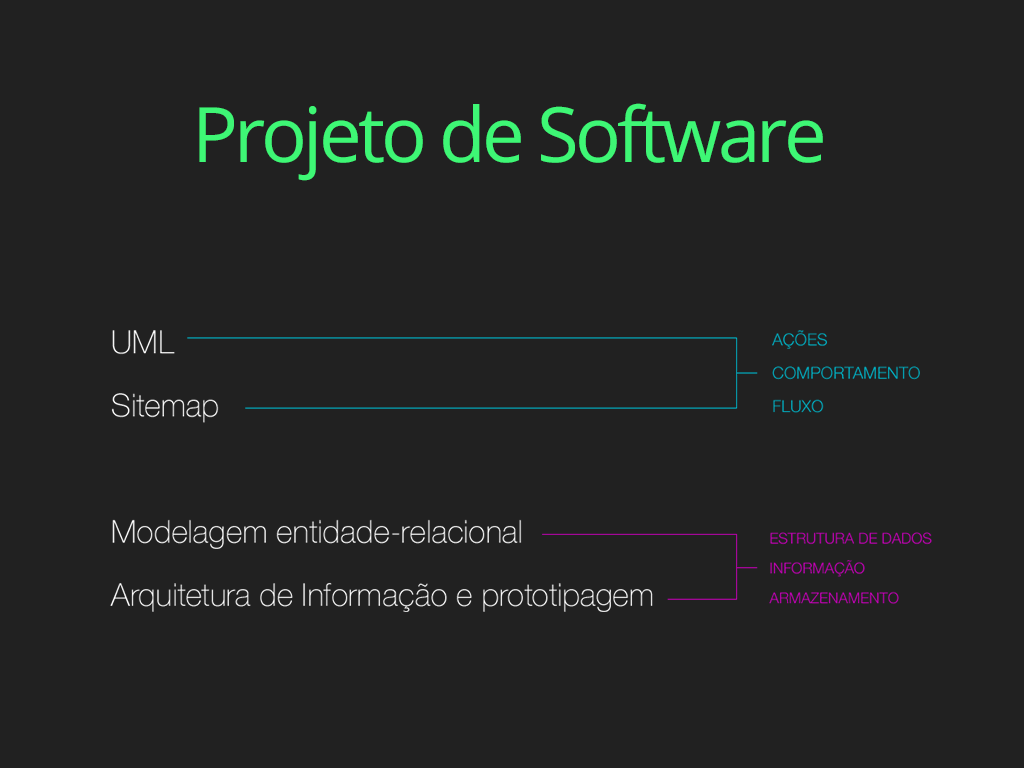 Projeto de Software
UML
Sitemap
AÇÕES
COMPORTAMENTO
FLUXO
Modelagem entidade-relacional
Arquitetura de Informação e prototipagem
ESTRUTURA DE DADOS
INFORMAÇÃO
ARMAZENAMENTO